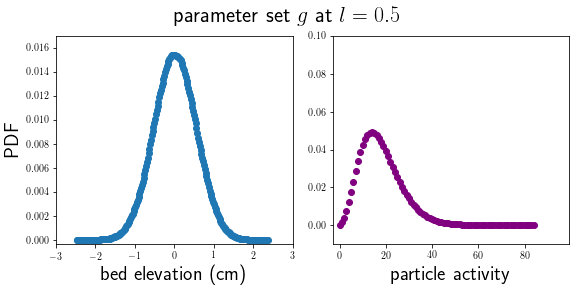 parameter set g at l = 0.5
PDF
0.016
0.014
0.012
0.010
0.008
0.006
0.004
0.002
0.000
−3 −2 −1 0 1 2 3
bed elevation (cm)
0.10
0.08
0.06
0.04
0.02
0.00
0 20 40 60 80
particle activity